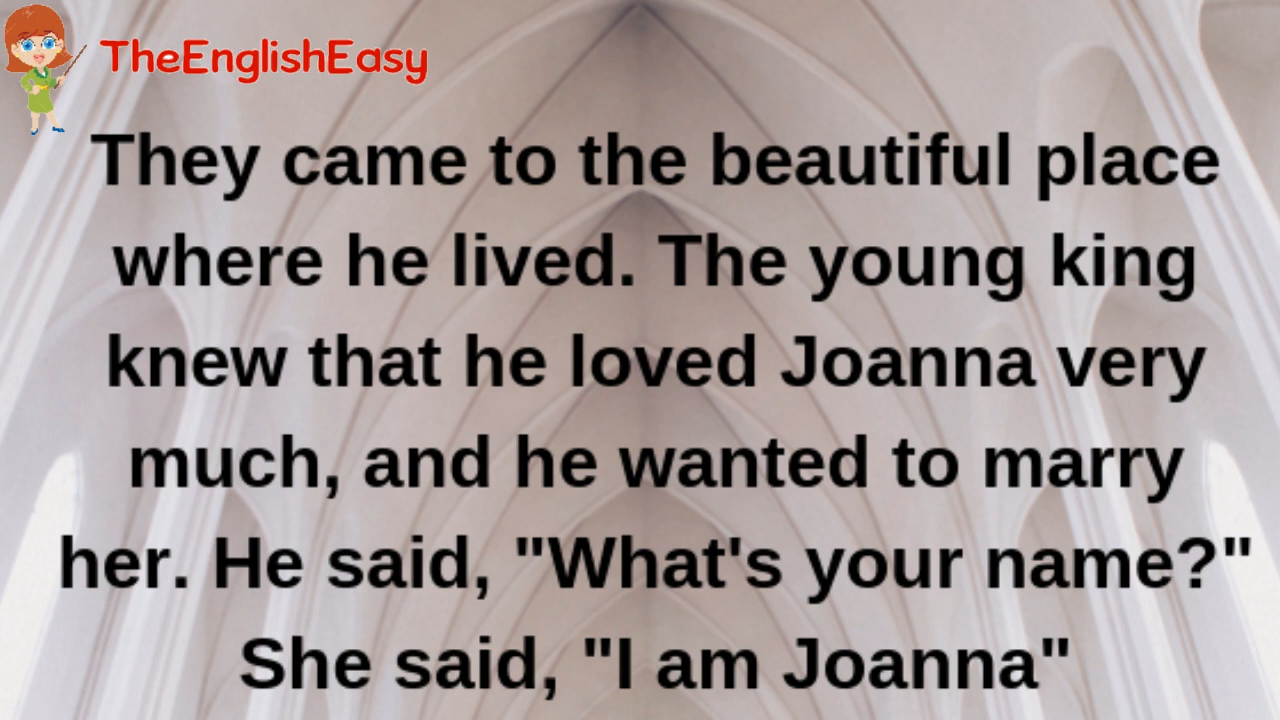 TheEnglishEasy
They came to the beautiful place
where he lived. The young king
knew that he loved Joanna very
much, and he wanted to marry
her. He said, "What's your name?"
She said, "I am Joanna"